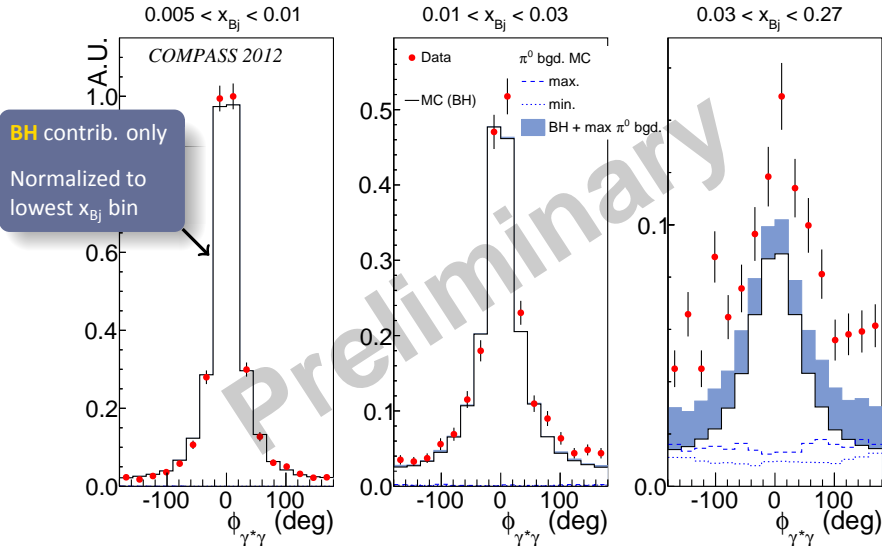 0.005 < x_Bj < 0.01
0.01 < x_Bj < 0.03
0.03 < x_Bj < 0.27
A.U.
COMPASS 2012
1.0
0.6
0.4
0.2
0.0
BH contrib. only
Normalized to
lowest x_Bj bin
-100 0 100
ϕ_γ*γ (deg)
Data
MC (BH)
π⁰ bgd. MC
max.
min.
BH + max π⁰ bgd.
0.5
0.4
0.3
0.2
0.1
0.0
-100 0 100
ϕ_γ*γ (deg)
0.1
0.0
-100 0 100
ϕ_γ*γ (deg)
Preliminary